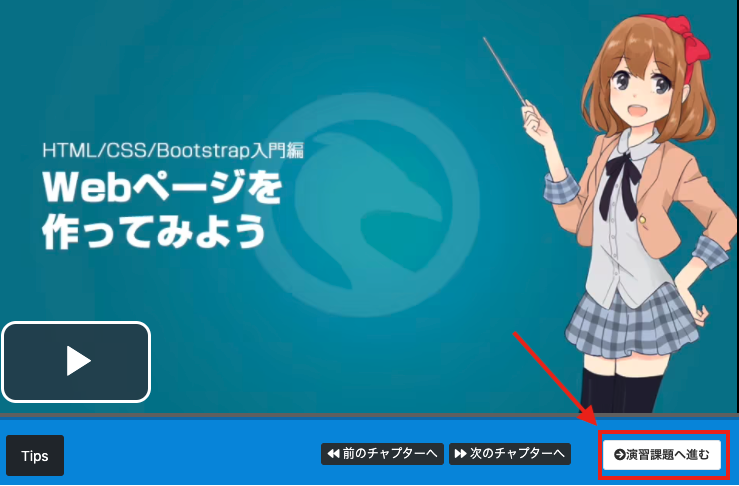 HTML/CSS/Bootstrap入門編
Webページを
作ってみよう
Tips
前のチャプターへ
次のチャプターへ
演習課題へ進む